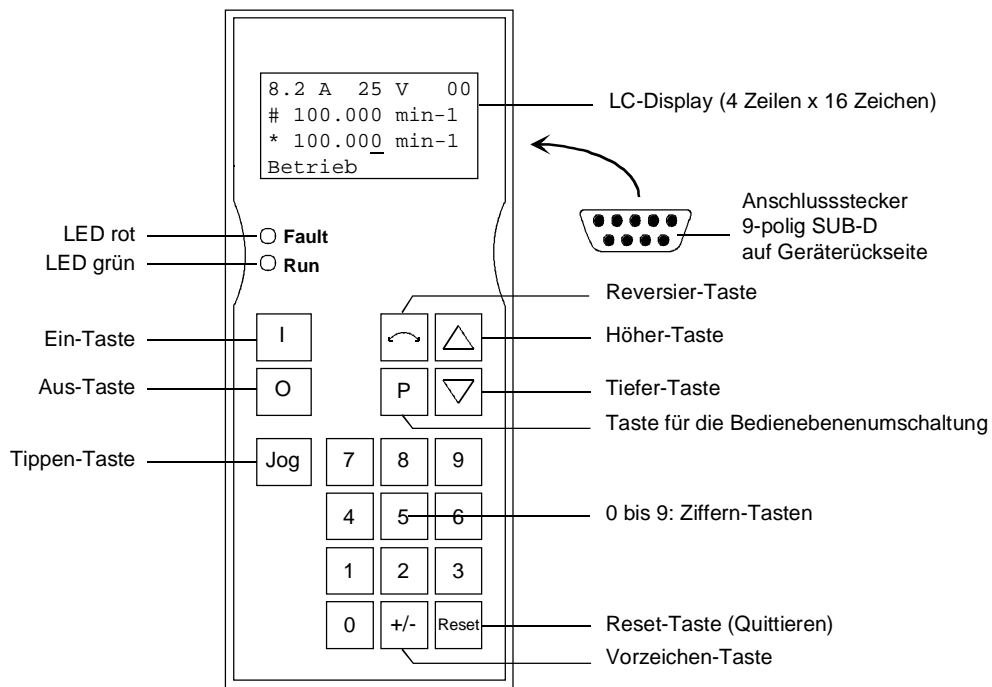 8.2 A 25 V 00
# 100.000 min-1
* 100.000 min-1
Betrieb
LC-Display (4 Zeilen x 16 Zeichen)
Anschlussstecker
9-polig SUB-D
auf Geräterückseite
LED rot
Fault
LED grün
Run
Reversier-Taste
Ein-Taste
I
Höher-Taste
Aus-Taste
O
P
Tiefer-Taste
Taste für die Bedienebenenumschaltung
Tippen-Taste
Jog
7
8
9
4
5
6
0 bis 9: Ziffern-Tasten
1
2
3
0
+/-
Reset
Reset-Taste (Quittieren)
Vorzeichen-Taste